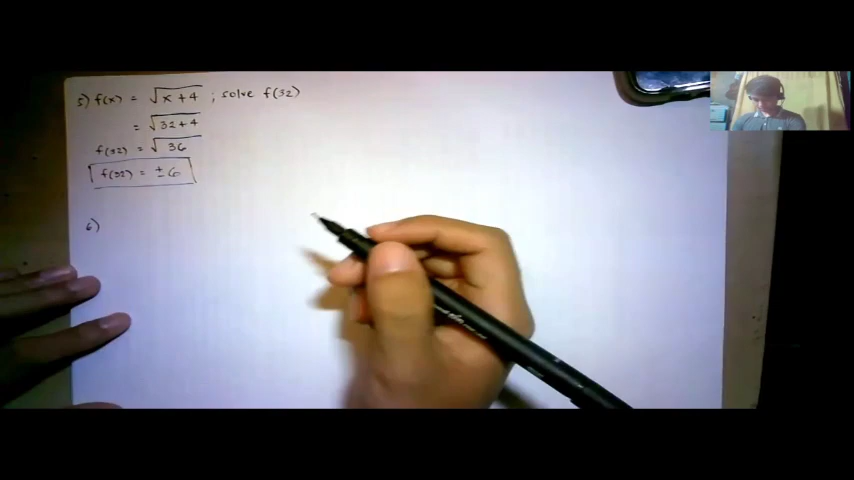 5) f(x) = √x+4 ; solve f(32)
= √32+4
f(32) = √36
f(32) = ±6
6)